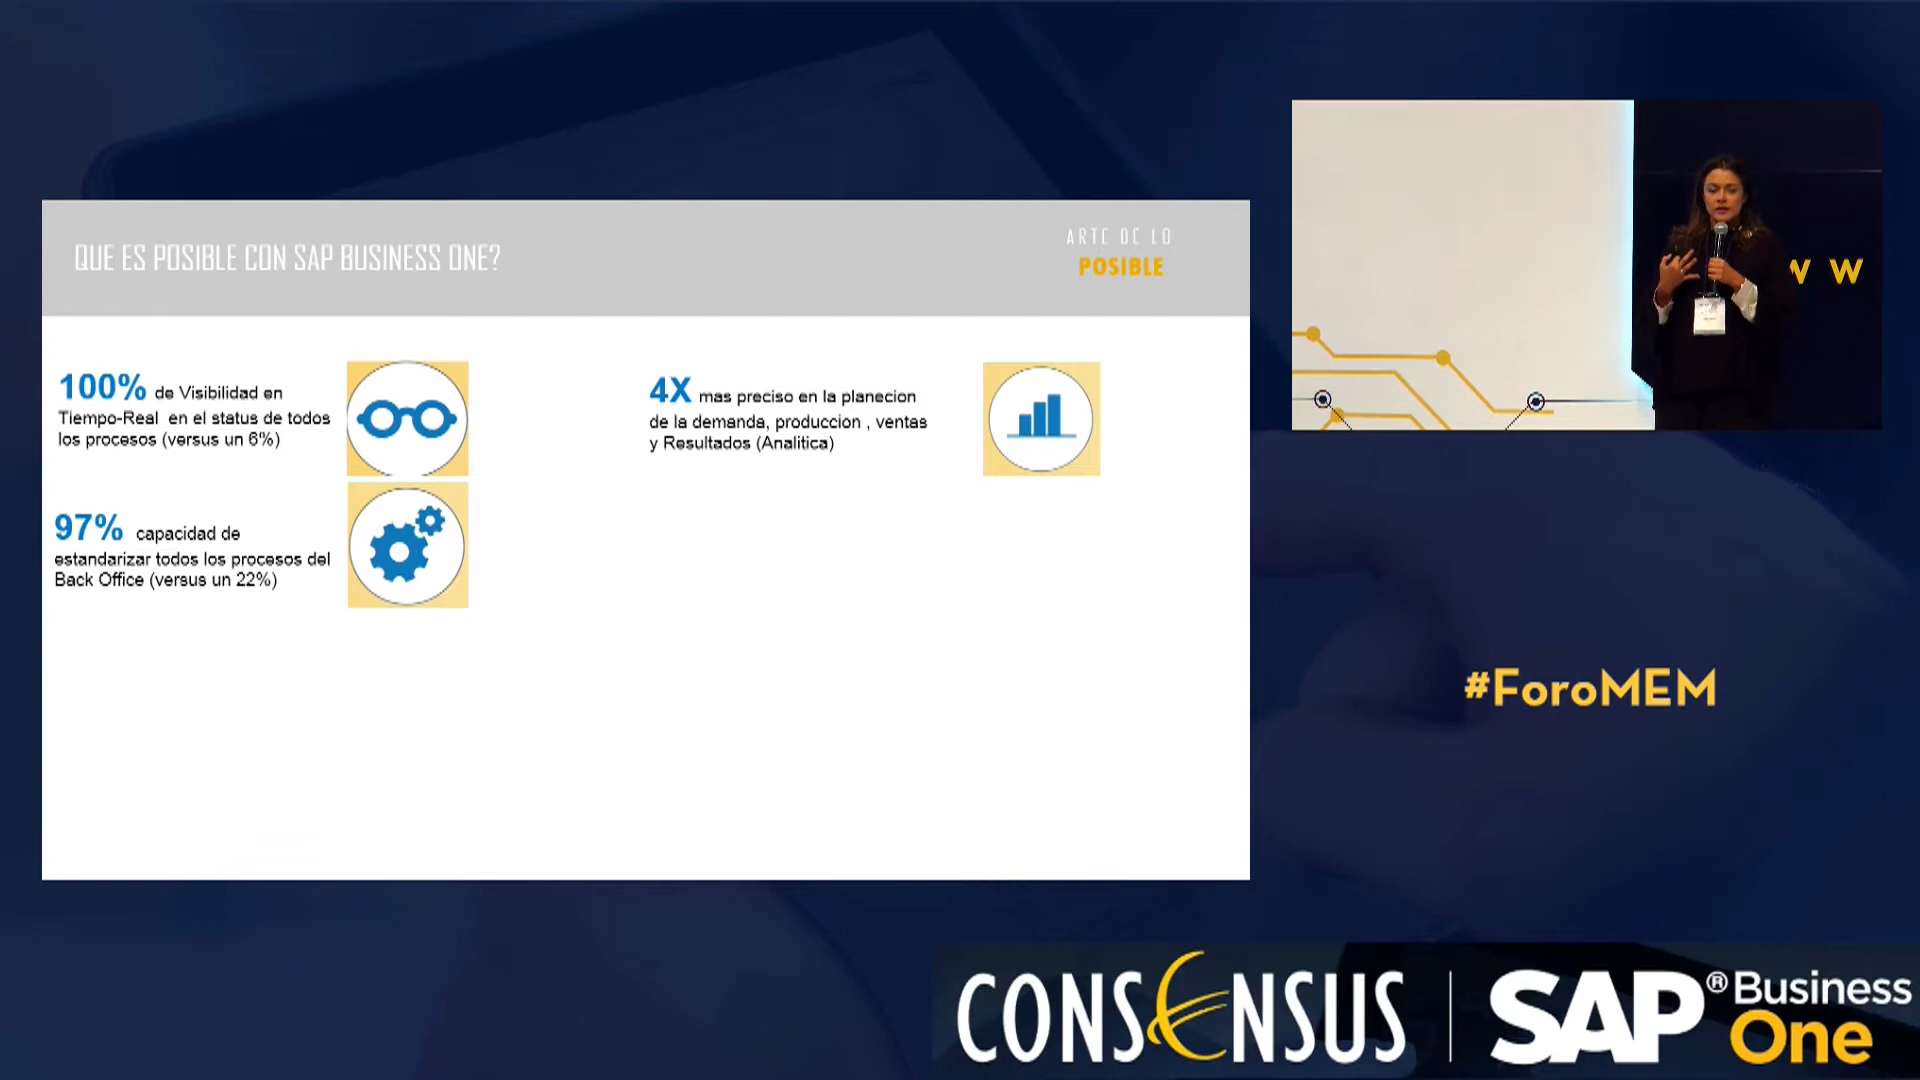 QUE ES POSIBLE CON SAP BUSINESS ONE?
ARTE DE LO
POSIBLE
100% de Visibilidad en
Tiempo-Real en el status de todos
los procesos (versus un 6%)
4X mas preciso en la planecion
de la demanda, produccion , ventas
y Resultados (Analitica)
97% capacidad de
estandarizar todos los procesos del
Back Office (versus un 22%)
W W
#ForoMEM
CONSENSUS
SAP® Business
One